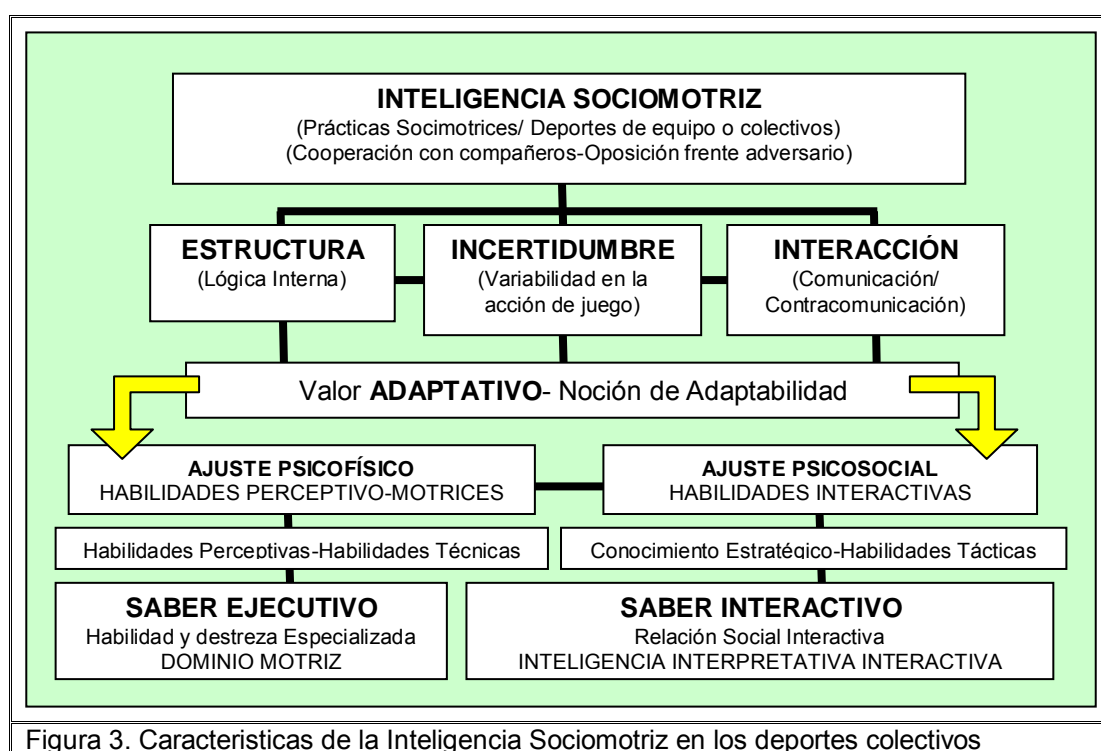 INTELIGENCIA SOCIOMOTRIZ
(Prácticas Socimotrices/ Deportes de equipo o colectivos)
(Cooperación con compañeros-Oposición frente adversario)
ESTRUCTURA
(Lógica Interna)
INCERTIDUMBRE
(Variabilidad en la
acción de juego)
INTERACCIÓN
(Comunicación/
Contracomunicación)
Valor ADAPTATIVO- Noción de Adaptabilidad
AJUSTE PSICOFÍSICO
HABILIDADES PERCEPTIVO-MOTRICES
AJUSTE PSICOSOCIAL
HABILIDADES INTERACTIVAS
Habilidades Perceptivas-Habilidades Técnicas
Conocimiento Estratégico-Habilidades Tácticas
SABER EJECUTIVO
Habilidad y destreza Especializada
DOMINIO MOTRIZ
SABER INTERACTIVO
Relación Social Interactiva
INTELIGENCIA INTERPRETATIVA INTERACTIVA
Figura 3. Caracteristicas de la Inteligencia Sociomotriz en los deportes colectivos